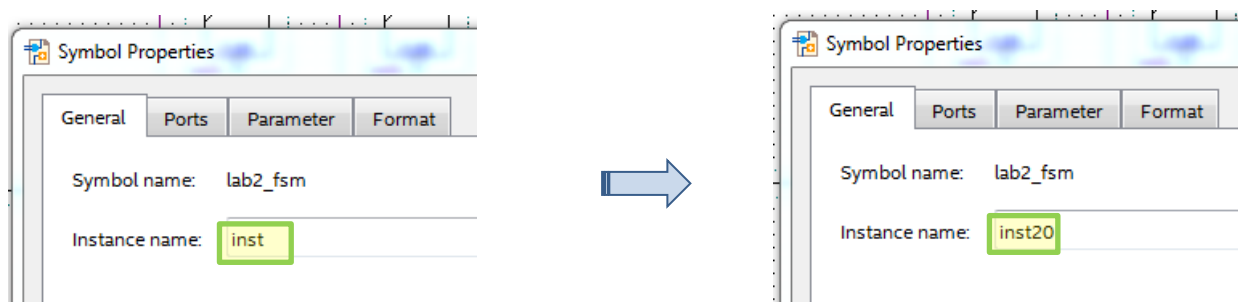 Symbol Properties
General Ports Parameter Format
Symbol name: lab2_fsm
Instance name: inst
Symbol Properties
General Ports Parameter Format
Symbol name: lab2_fsm
Instance name: inst20